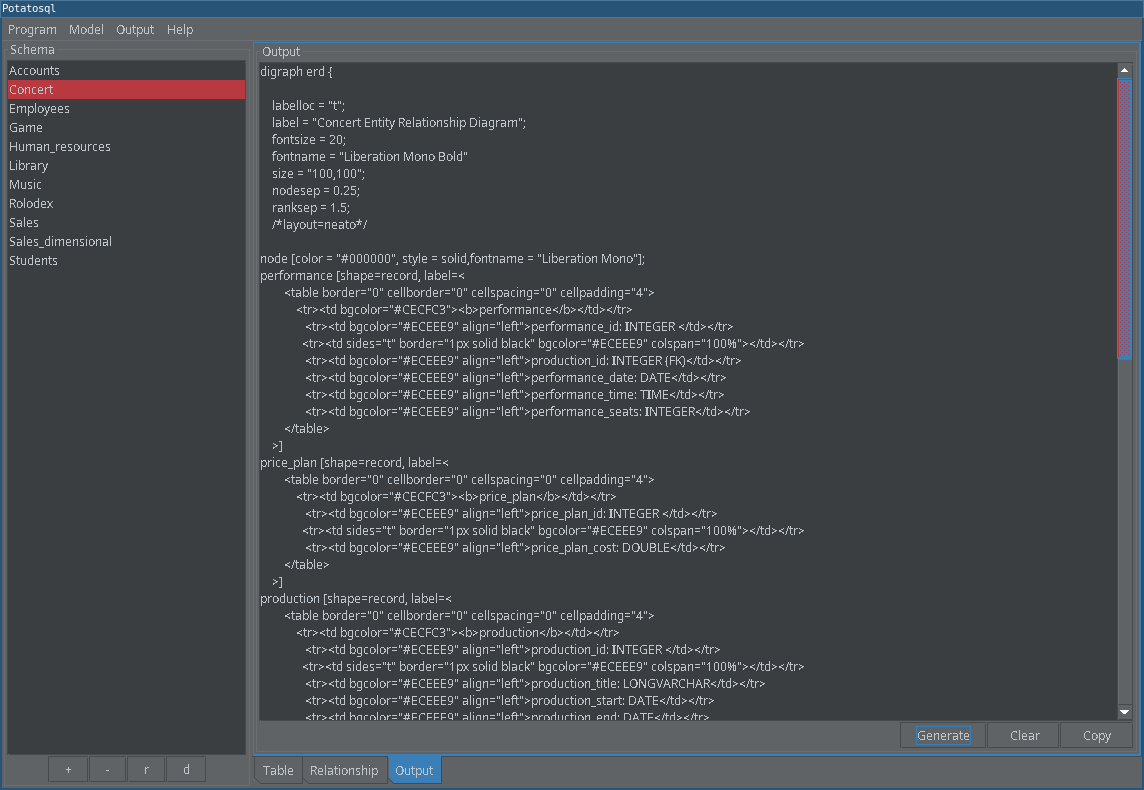 Potatosql
Program Model Output Help
Schema
Accounts
Concert
Employees
Game
Human_resources
Library
Music
Rolodex
Sales
Sales_dimensional
Students
+ - r d
Output
digraph erd {
labelloc = "t";
label = "Concert Entity Relationship Diagram";
fontsize = 20;
fontname = "Liberation Mono Bold"
size = "100,100";
nodesep = 0.25;
ranksep = 1.5;
/*layout=neato*/
node [color = "#000000", style = solid,fontname = "Liberation Mono"];
performance [shape=record, label=<
<table border="0" cellborder="0" cellspacing="0" cellpadding="4">
<tr><td bgcolor="#CECFC3"><b>performance</b></td></tr>
<tr><td bgcolor="#ECEEE9" align="left">performance_id: INTEGER </td></tr>
<tr><td sides="t" border="1px solid black" bgcolor="#ECEEE9" colspan="100%"></td></tr>
<tr><td bgcolor="#ECEEE9" align="left">production_id: INTEGER {FK}</td></tr>
<tr><td bgcolor="#ECEEE9" align="left">performance_date: DATE</td></tr>
<tr><td bgcolor="#ECEEE9" align="left">performance_time: TIME</td></tr>
<tr><td bgcolor="#ECEEE9" align="left">performance_seats: INTEGER</td></tr>
</table>
>]
price_plan [shape=record, label=<
<table border="0" cellborder="0" cellspacing="0" cellpadding="4">
<tr><td bgcolor="#CECFC3"><b>price_plan</b></td></tr>
<tr><td bgcolor="#ECEEE9" align="left">price_plan_id: INTEGER </td></tr>
<tr><td sides="t" border="1px solid black" bgcolor="#ECEEE9" colspan="100%"></td></tr>
<tr><td bgcolor="#ECEEE9" align="left">price_plan_cost: DOUBLE</td></tr>
</table>
>]
production [shape=record, label=<
<table border="0" cellborder="0" cellspacing="0" cellpadding="4">
<tr><td bgcolor="#CECFC3"><b>production</b></td></tr>
<tr><td bgcolor="#ECEEE9" align="left">production_id: INTEGER </td></tr>
<tr><td sides="t" border="1px solid black" bgcolor="#ECEEE9" colspan="100%"></td></tr>
<tr><td bgcolor="#ECEEE9" align="left">production_title: LONGVARCHAR</td></tr>
<tr><td bgcolor="#ECEEE9" align="left">production_start: DATE</td></tr>
<tr><td bgcolor="#ECEEE9" align="left">production_end: DATE</td></tr>
Generate Clear Copy
Table Relationship Output